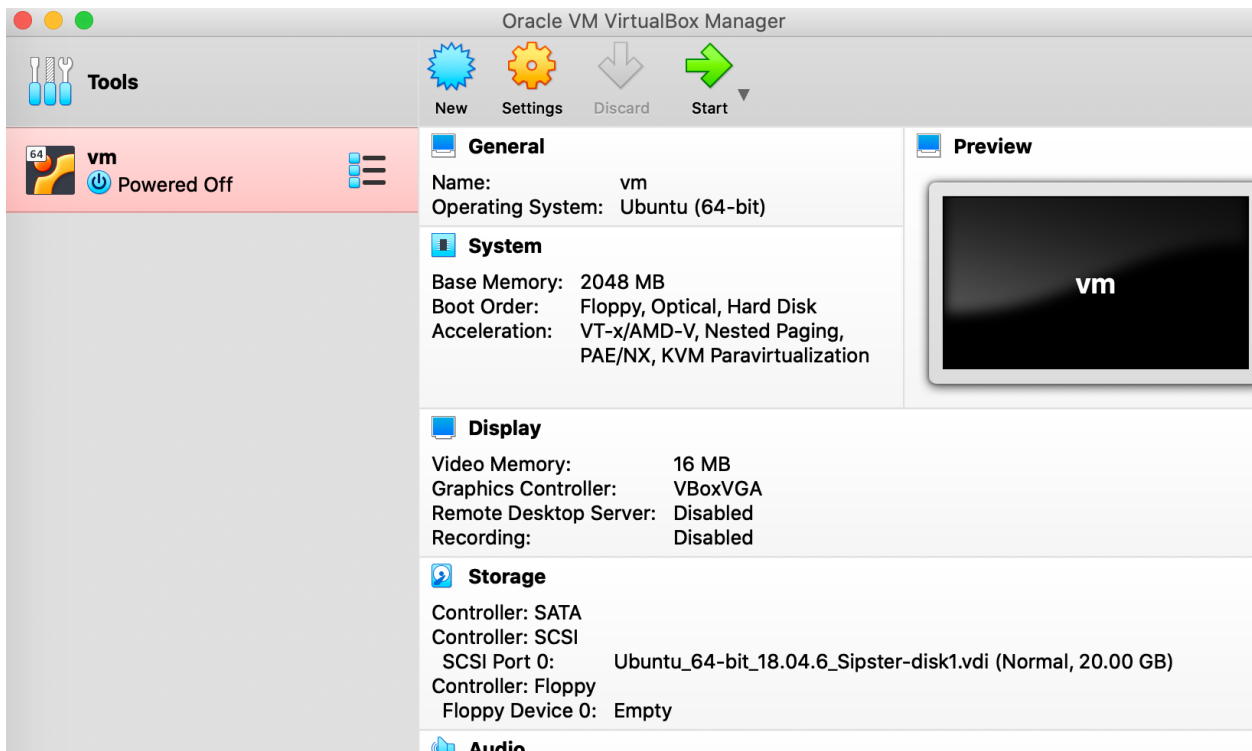 Oracle VM VirtualBox Manager
Tools
New Settings Discard Start
64
vm
Powered Off
General
Name: vm
Operating System: Ubuntu (64-bit)
System
Base Memory: 2048 MB
Boot Order: Floppy, Optical, Hard Disk
Acceleration: VT-x/AMD-V, Nested Paging,
PAE/NX, KVM Paravirtualization
Preview
vm
Display
Video Memory: 16 MB
Graphics Controller: VBoxVGA
Remote Desktop Server: Disabled
Recording: Disabled
Storage
Controller: SATA
Controller: SCSI
SCSI Port 0: Ubuntu_64-bit_18.04.6_Sipster-disk1.vdi (Normal, 20.00 GB)
Controller: Floppy
Floppy Device 0: Empty
Audio